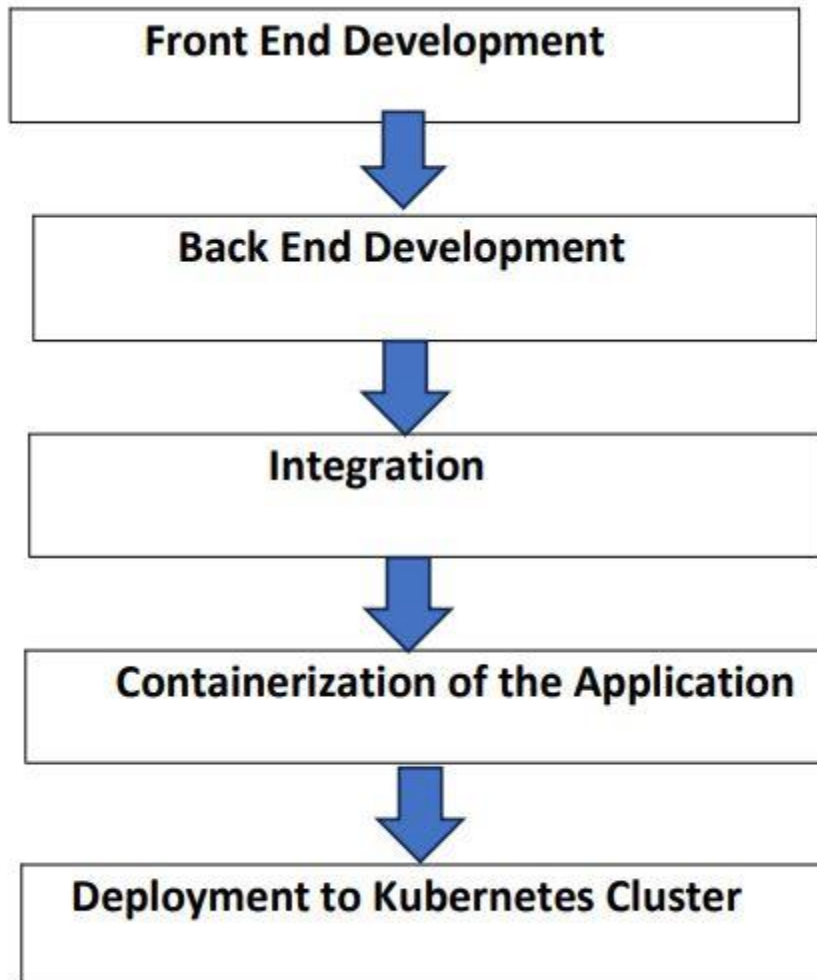 Front End Development
Back End Development
Integration
Containerization of the Application
Deployment to Kubernetes Cluster